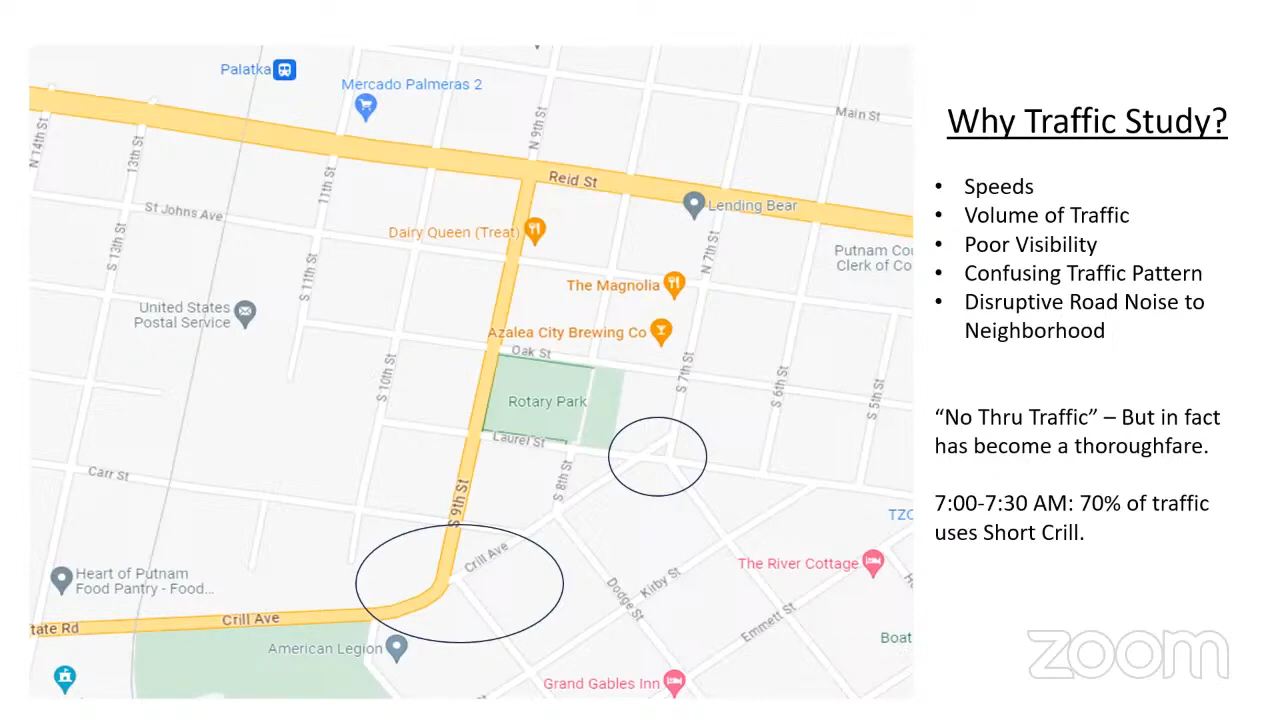 Palatka
Mercado Palmeras 2
N 9th St
Main St
N 14th St
13th St
11th St
Reid St
Lending Bear
St Johns Ave
Dairy Queen (Treat)
S 13th St
N 7th St
Putnam Cou
Clerk of Co
S 11th St
The Magnolia
United States
Postal Service
Azalea City Brewing Co
Oak St
S 10th St
S 7th St
S 6th St
S 5th St
Rotary Park
Laurel St
Carr St
S 8th St
S 9th St
TZO
Crill Ave
The River Cottage
Heart of Putnam
Food Pantry - Food...
Dodge St
Kirby St
Emmett St
tate Rd
Crill Ave
American Legion
Boat
Grand Gables Inn
Why Traffic Study?
• Speeds
• Volume of Traffic
• Poor Visibility
• Confusing Traffic Pattern
• Disruptive Road Noise to
Neighborhood
“No Thru Traffic” – But in fact
has become a thoroughfare.
7:00-7:30 AM: 70% of traffic
uses Short Crill.
zoom